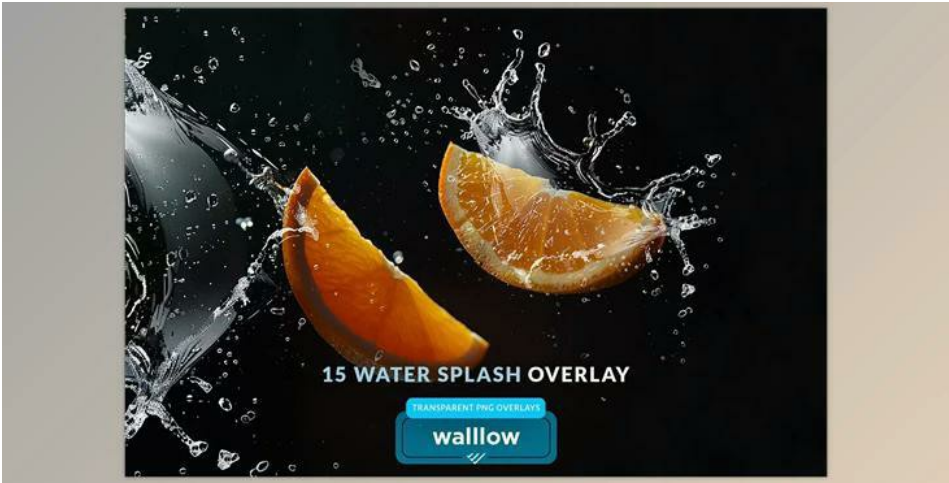 15 WATER SPLASH OVERLAY
TRANSPARENT PNG OVERLAYS
walllow